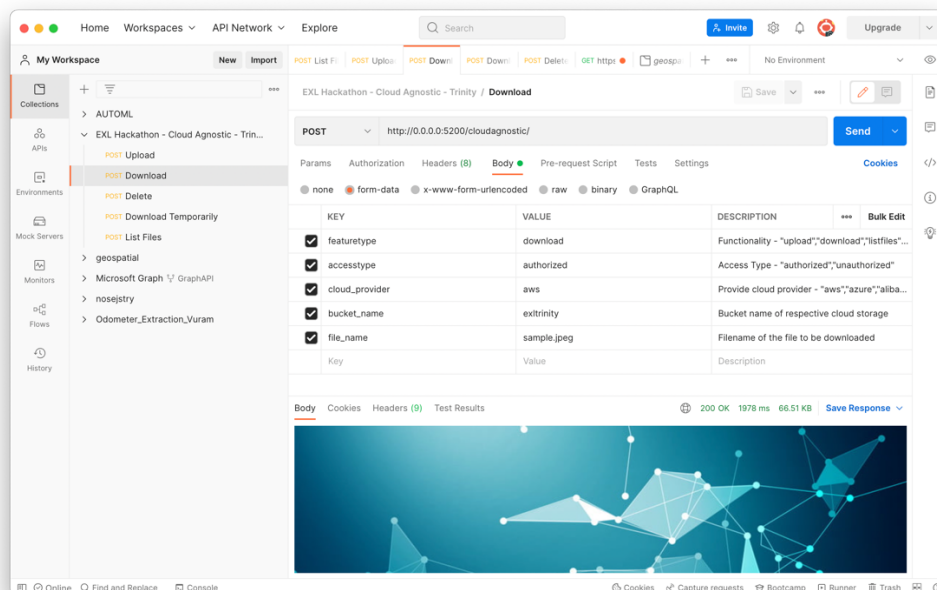 Home Workspaces API Network Explore Search Invite Upgrade
My Workspace New Import
POST List Fi POST Uploa POST Downl POST Down POST Delete GET https geospa No Environment
Collections
APIs
Environments
Mock Servers
Monitors
Flows
History
AUTOML
EXL Hackathon - Cloud Agnostic - Trin...
POST Upload
POST Download
POST Delete
POST Download Temporarily
POST List Files
geospatial
Microsoft Graph GraphAPI
nosejstry
Odometer_Extraction_Vuram
EXL Hackathon - Cloud Agnostic - Trinity / Download Save
POST http://0.0.0.0:5200/cloudagnostic/ Send
Params Authorization Headers (8) Body Pre-request Script Tests Settings Cookies
none form-data x-www-form-urlencoded raw binary GraphQL
KEY VALUE DESCRIPTION Bulk Edit
featuretype download Functionality - "upload","download","listfiles"...
accesstype authorized Access Type - "authorized","unauthorized"
cloud_provider aws Provide cloud provider - "aws","azure","aliba...
bucket_name exltrinity Bucket name of respective cloud storage
file_name sample.jpeg Filename of the file to be downloaded
Key Value Description
Body Cookies Headers (9) Test Results 200 OK 1978 ms 66.51 KB Save Response
Online Find and Replace Console Cookies Capture requests Bootcamp Runner Trash